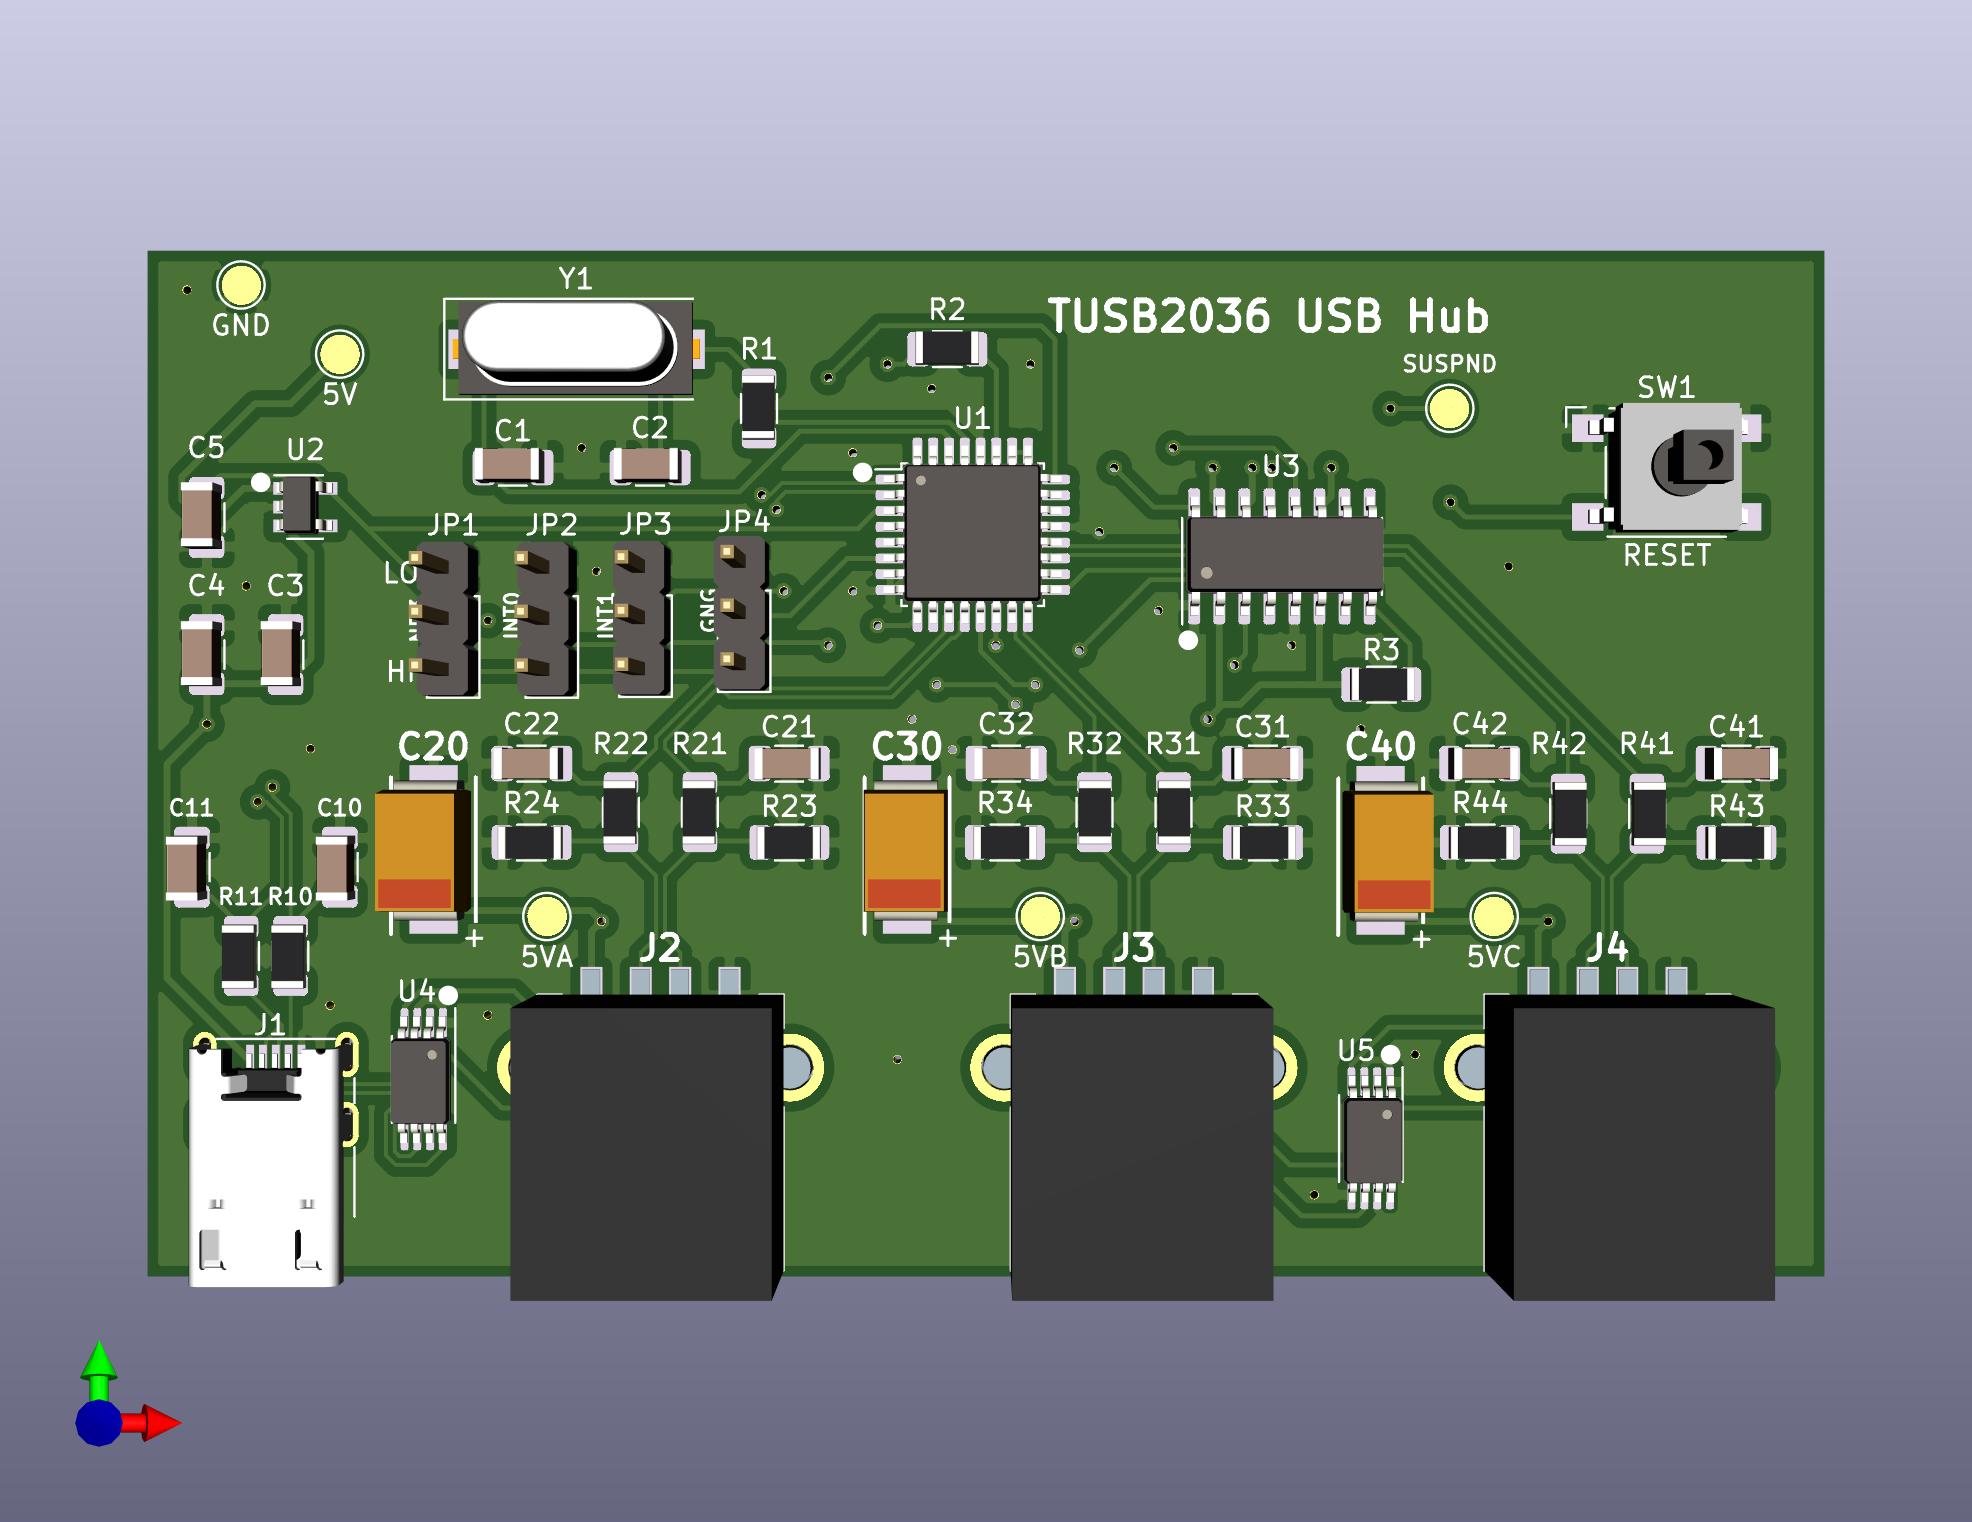 Y1
GND
TUSB2036 USB Hub
R2
SUSPND
R1
5V
SW1
C5
U2
C1
C2
U1
U3
JP1
JP2
JP3
JP4
RESET
LO
C4
C3
INT0
INT1
HI
R3
C20
C22
R22
R21
C21
C30
C32
R32
R31
C31
C40
C42
R42
R41
C41
C11
C10
R24
R23
R34
R33
R44
R43
R11
R10
+
+
+
5VA
J2
5VB
J3
5VC
J4
U4
J1
U5